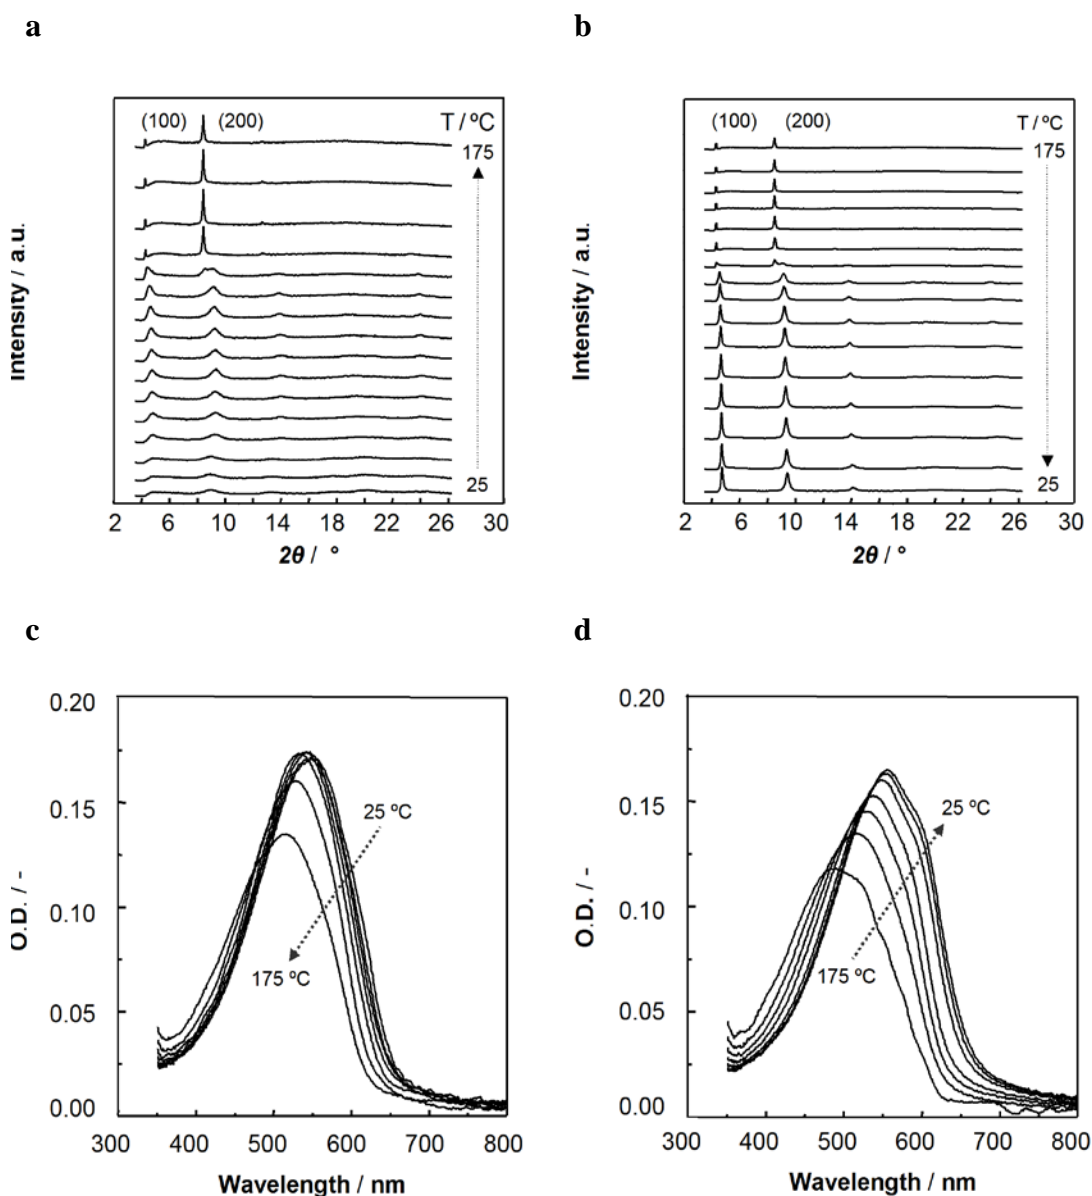 a
b
(100) (200) T / ºC
175
25
Intensity / a.u.
2 6 10 14 18 22 26 30
2θ / °
(100) (200) T / ºC
175
25
Intensity / a.u.
2 6 10 14 18 22 26 30
2θ / °
c
d
0.20
0.15
0.10
0.05
0.00
O.D. / -
25 ºC
175 ºC
300 400 500 600 700 800
Wavelength / nm
0.20
0.15
0.10
0.05
0.00
O.D. / -
25 ºC
175 ºC
300 400 500 600 700 800
Wavelength / nm